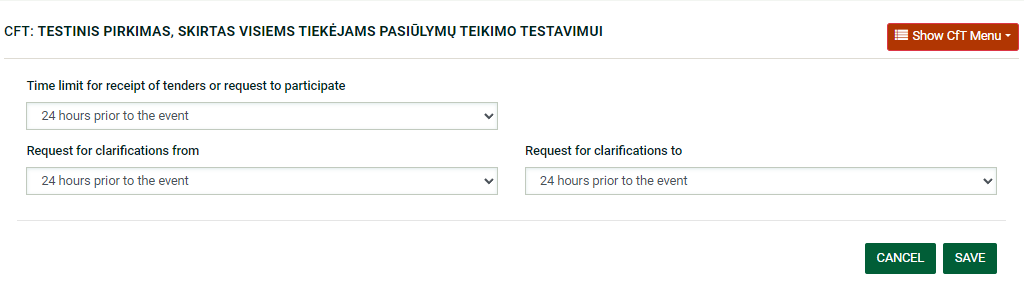 CFT: TESTINIS PIRKIMAS, SKIRTAS VISIEMS TIEKĖJAMS PASIŪLYMŲ TEIKIMO TESTAVIMUI
Show CfT Menu
Time limit for receipt of tenders or request to participate
24 hours prior to the event
Request for clarifications from
Request for clarifications to
24 hours prior to the event
24 hours prior to the event
CANCEL
SAVE